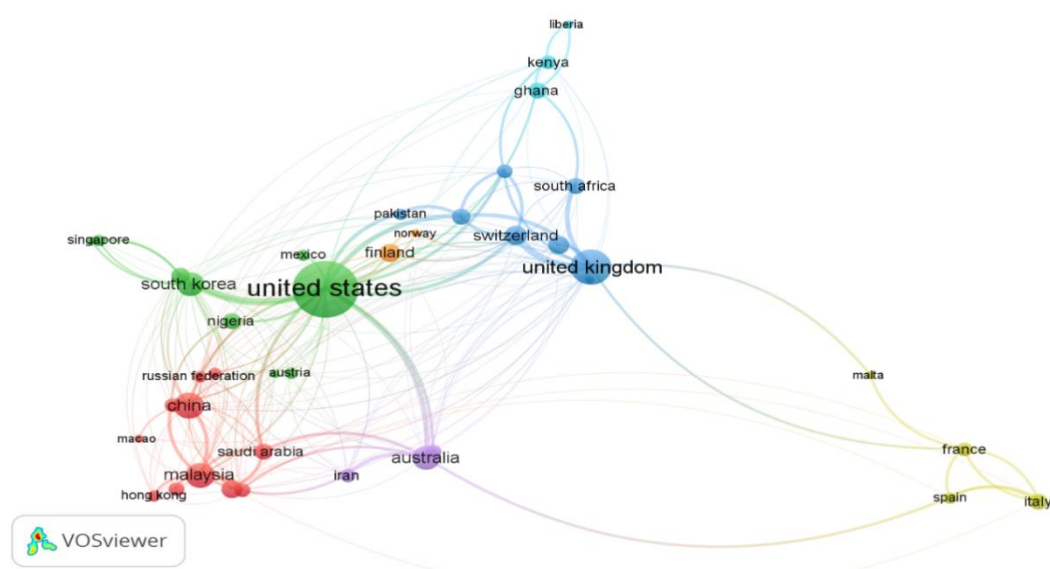 liberia
kenya
ghana
south africa
pakistan
norway
switzerland
singapore
mexico
finland
united kingdom
south korea
united states
nigeria
russian federation
austria
malta
china
macao
saudi arabia
australia
france
malaysia
iran
hong kong
spain
italy
VOSviewer